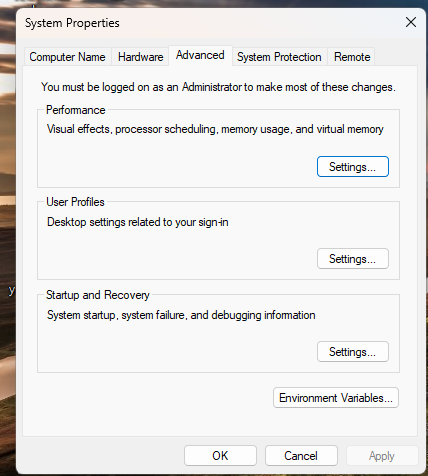 System Properties
Computer Name
Hardware
Advanced
System Protection
Remote
You must be logged on as an Administrator to make most of these changes.
Performance
Visual effects, processor scheduling, memory usage, and virtual memory
Settings...
User Profiles
Desktop settings related to your sign-in
Settings...
y
Startup and Recovery
System startup, system failure, and debugging information
Settings...
Environment Variables...
OK
Cancel
Apply